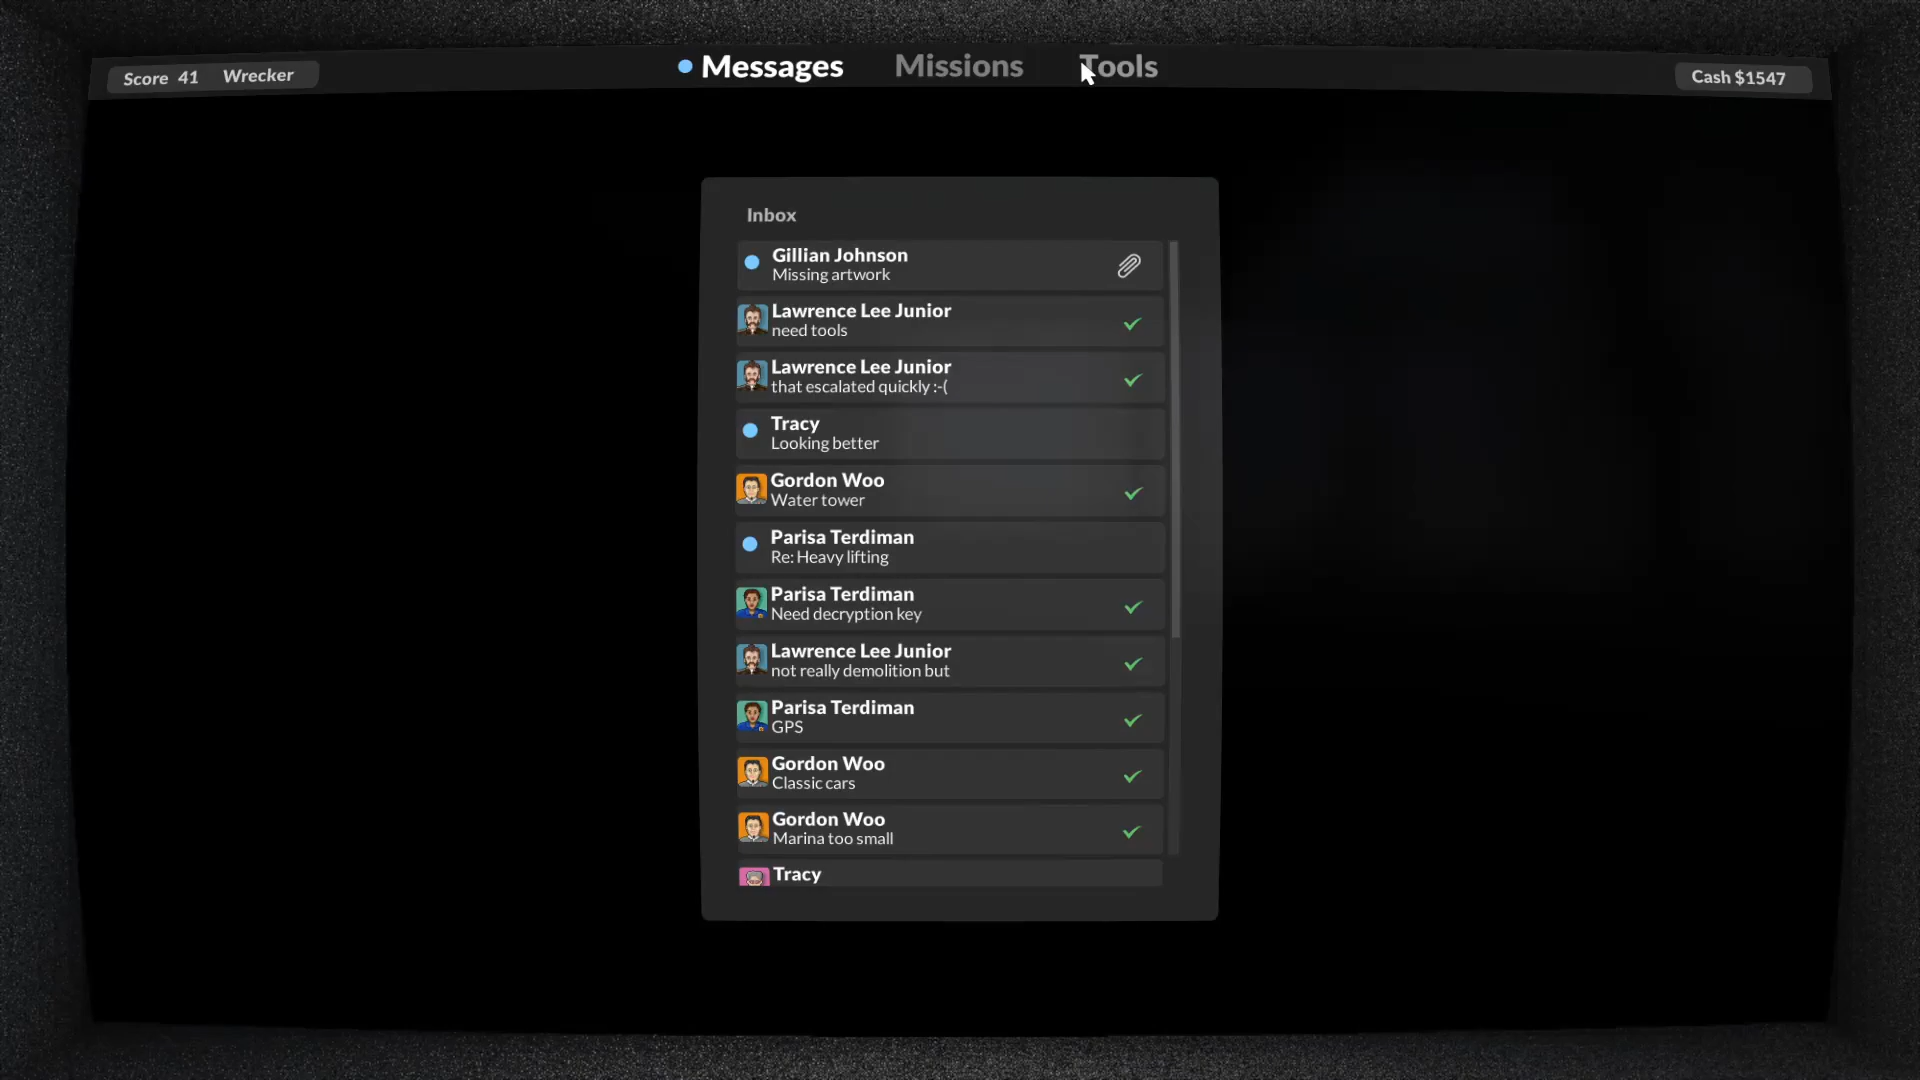 Score 41 Wrecker
Messages Missions Tools
Cash $1547
Inbox
Gillian Johnson
Missing artwork
Lawrence Lee Junior
need tools
Lawrence Lee Junior
that escalated quickly :-(
Tracy
Looking better
Gordon Woo
Water tower
Parisa Terdiman
Re: Heavy lifting
Parisa Terdiman
Need decryption key
Lawrence Lee Junior
not really demolition but
Parisa Terdiman
GPS
Gordon Woo
Classic cars
Gordon Woo
Marina too small
Tracy